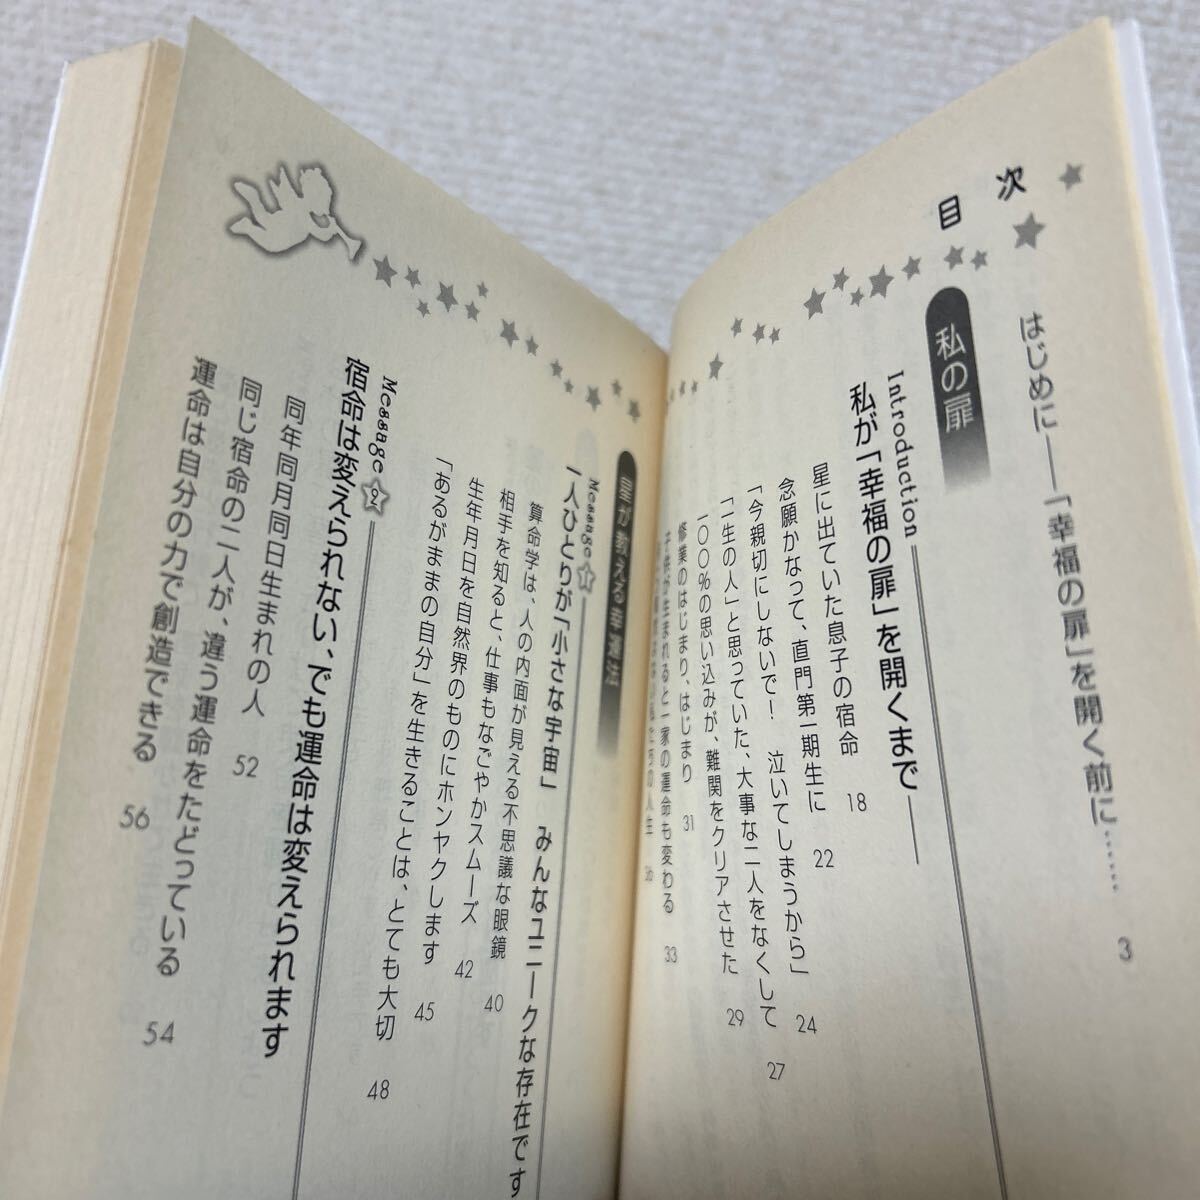 目次
はじめに――「幸福の扉」を開く前に…… 3
私の扉
Introduction
私が「幸福の扉」を開くまで
星に出ていた息子の宿命 18
念願かなって、直門第一期生に 22
「今親切にしないで! 泣いてしまうから」 24
「一生の人」と思っていた、大事な二人をなくして 27
一〇〇%の思い込みが、難関をクリアさせた 29
修業のはじまり、はじまり 31
子供が生まれると一家の運命も変わる 33
の人生 36
星が教える幸運法
Message 1
一人ひとりが「小さな宇宙」 みんなユニークな存在です
算命学は、人の内面が見える不思議な眼鏡 40
相手を知ると、仕事もなごやかスムーズ 42
生年月日を自然界のものにホンヤクします 45
「あるがままの自分」を生きることは、とても大切 48
Message 2
宿命は変えられない、でも運命は変えられます
同年同月同日生まれの人 52
同じ宿命の二人が、違う運命をたどっている 54
運命は自分の力で創造できる 56